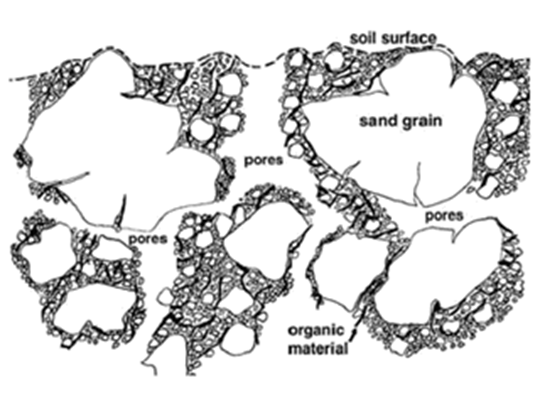 soil surface
sand grain
pores
pores
pores
organic
material